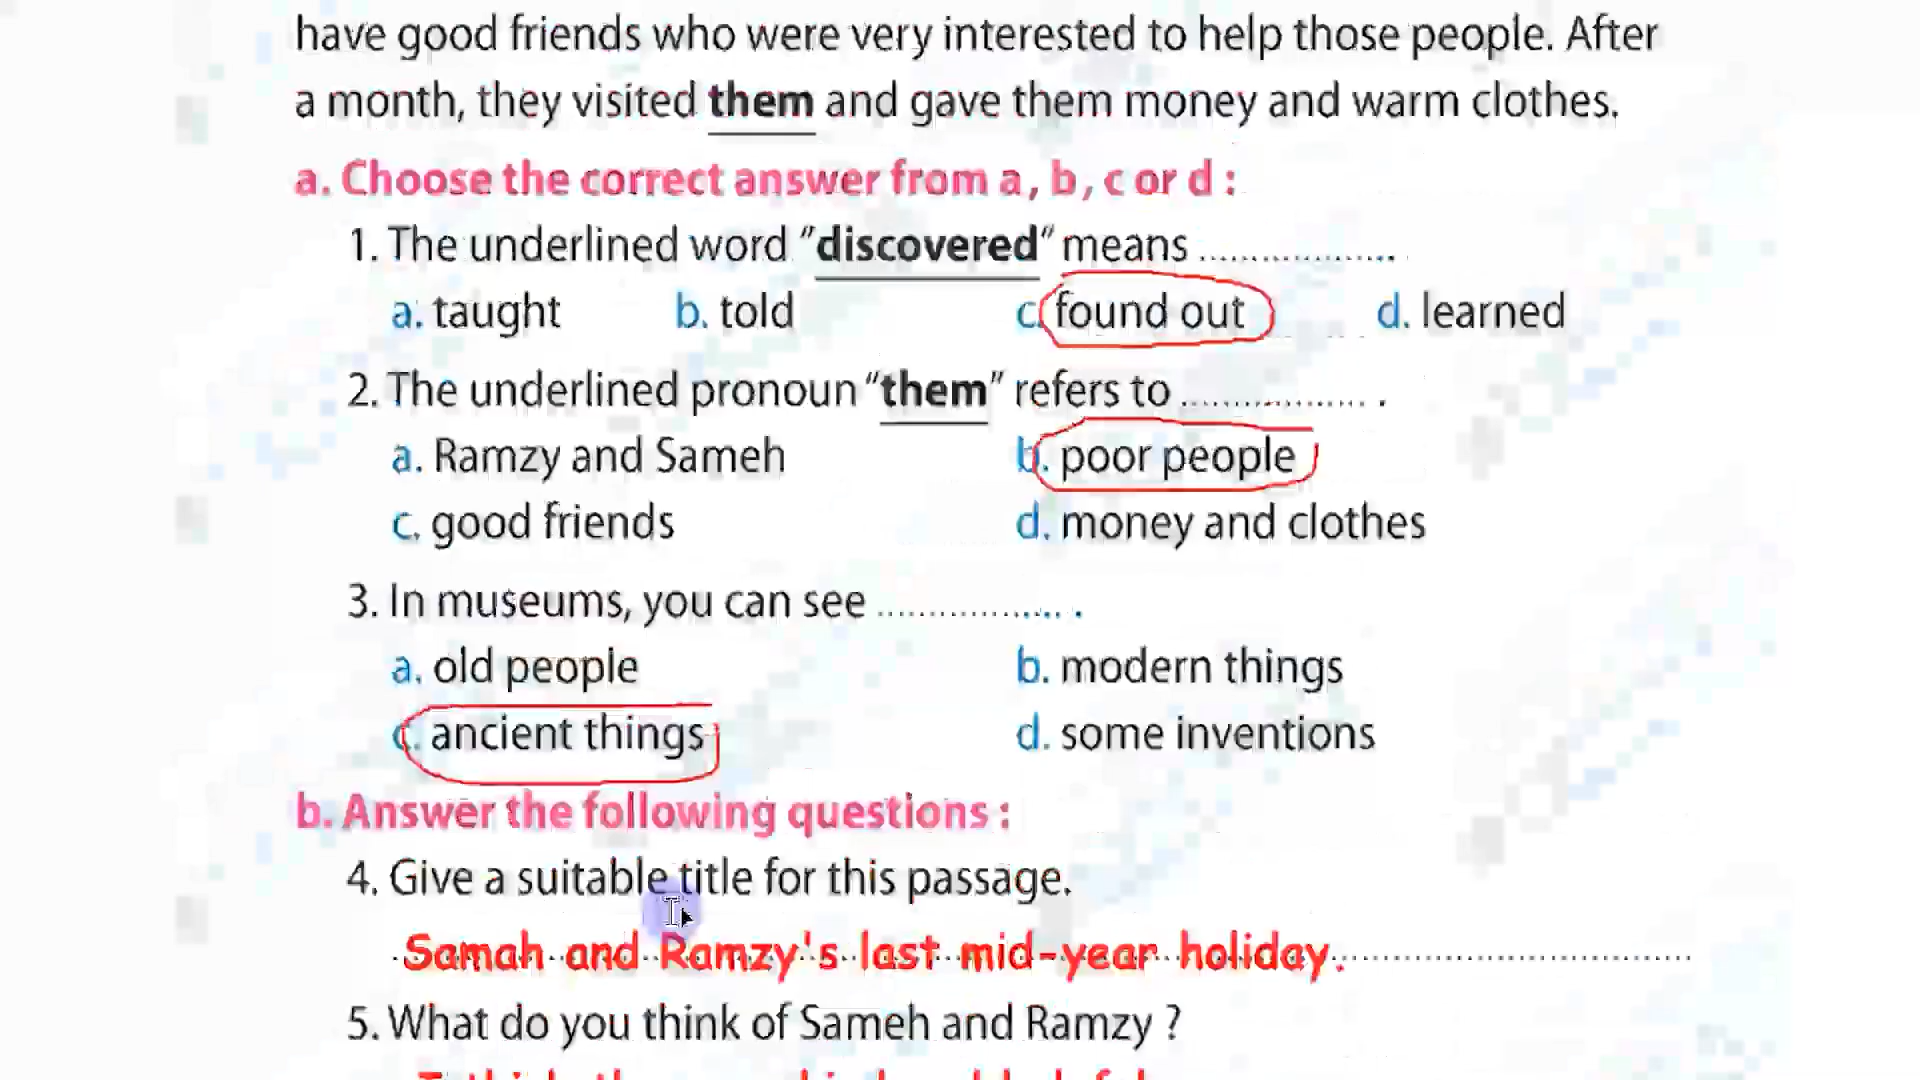 have good friends who were very interested to help those people. After
a month, they visited them and gave them money and warm clothes.
a. Choose the correct answer from a, b, c or d :
1. The underlined word "discovered" means ..................
a. taught b. told c. found out d. learned
2. The underlined pronoun "them" refers to .................. .
a. Ramzy and Sameh b. poor people
c. good friends d. money and clothes
3. In museums, you can see .................. .
a. old people b. modern things
c. ancient things d. some inventions
b. Answer the following questions :
4. Give a suitable title for this passage.
Samah and Ramzy's last mid-year holiday.
5. What do you think of Sameh and Ramzy ?